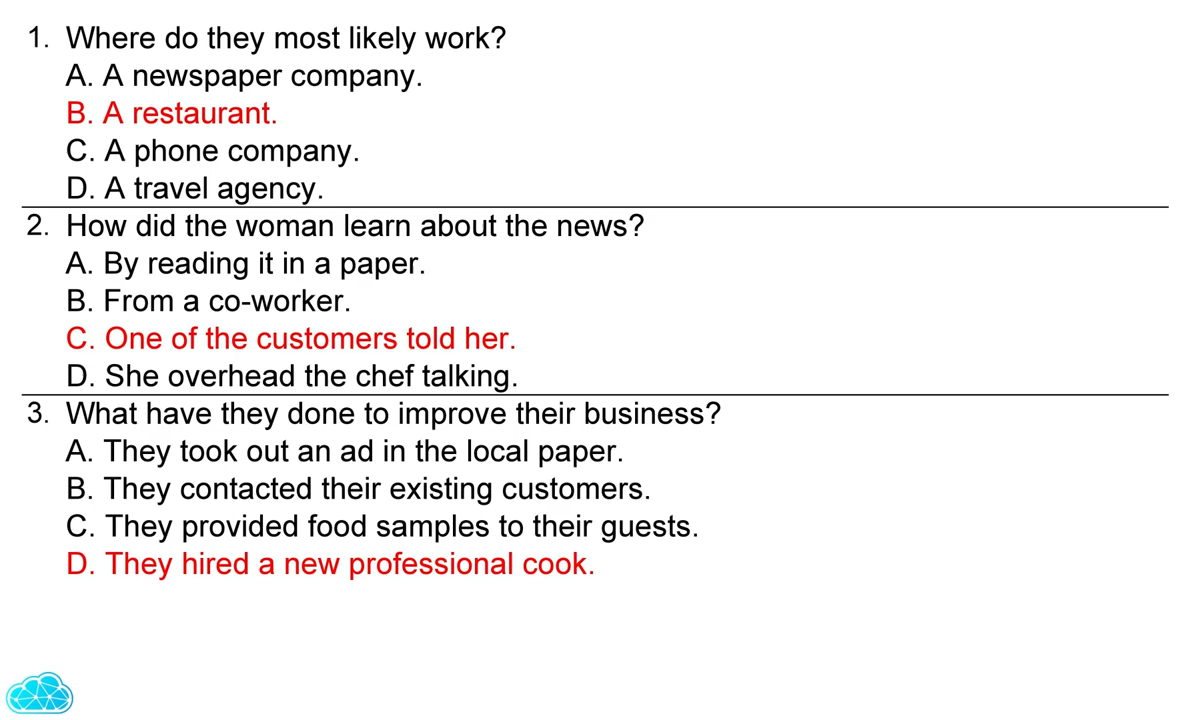 1. Where do they most likely work?
A. A newspaper company.
B. A restaurant.
C. A phone company.
D. A travel agency.
2. How did the woman learn about the news?
A. By reading it in a paper.
B. From a co-worker.
C. One of the customers told her.
D. She overhead the chef talking.
3. What have they done to improve their business?
A. They took out an ad in the local paper.
B. They contacted their existing customers.
C. They provided food samples to their guests.
D. They hired a new professional cook.